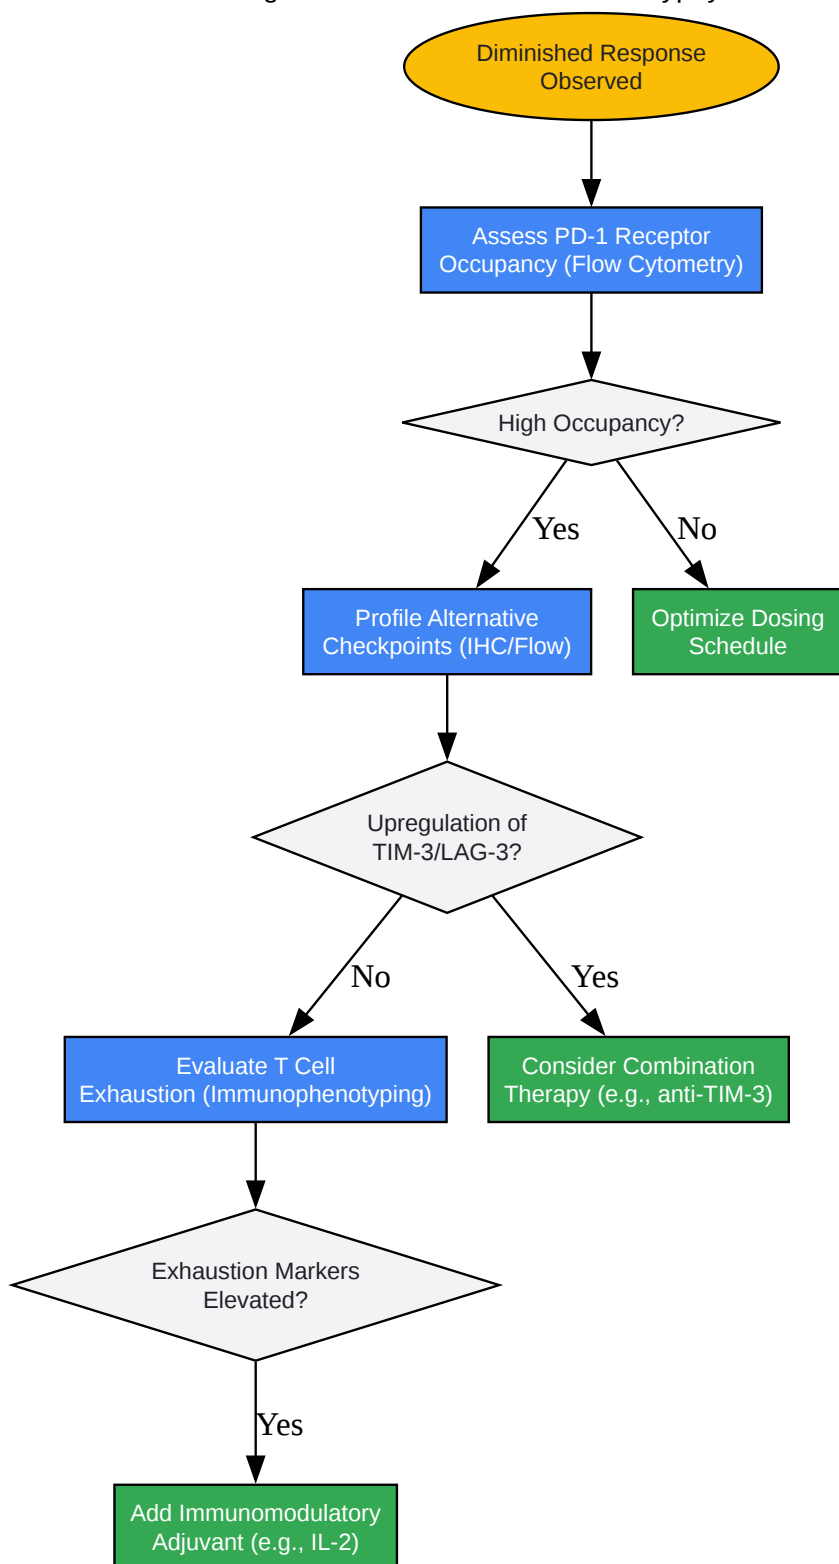 Diminished Response
Observed
Assess PD-1 Receptor
Occupancy (Flow Cytometry)
High Occupancy?
Yes
No
Profile Alternative
Checkpoints (IHC/Flow)
Optimize Dosing
Schedule
Upregulation of
TIM-3/LAG-3?
No
Yes
Evaluate T Cell
Exhaustion (Immunophenotyping)
Consider Combination
Therapy (e.g., anti-TIM-3)
Exhaustion Markers
Elevated?
Yes
Add Immunomodulatory
Adjuvant (e.g., IL-2)